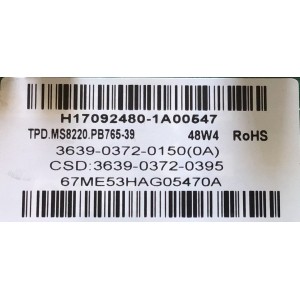 H17092480-1A00547
TPD.MS8220.PB765-39 48W4 RoHS
3639-0372-0150(0A)
CSD:3639-0372-0395
67ME53HAG05470A